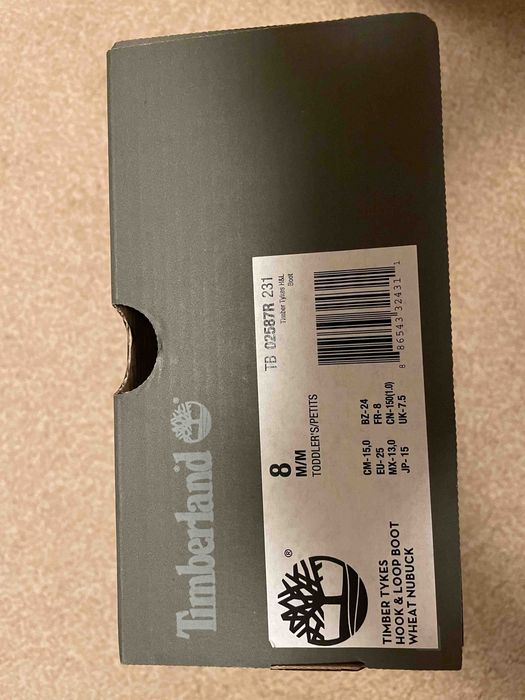 Timberland
TB 02587R 231
Timber Tykes H&L
Boot
8
M/M
TODDLER'S/PETITS
8 86543 32431 1
CM-15,0 BZ-24
EU-25 FR-8
MX-13,0 CN-150(1.0)
JP-15 UK-7.5
®
TIMBER TYKES
HOOK & LOOP BOOT
WHEAT NUBUCK